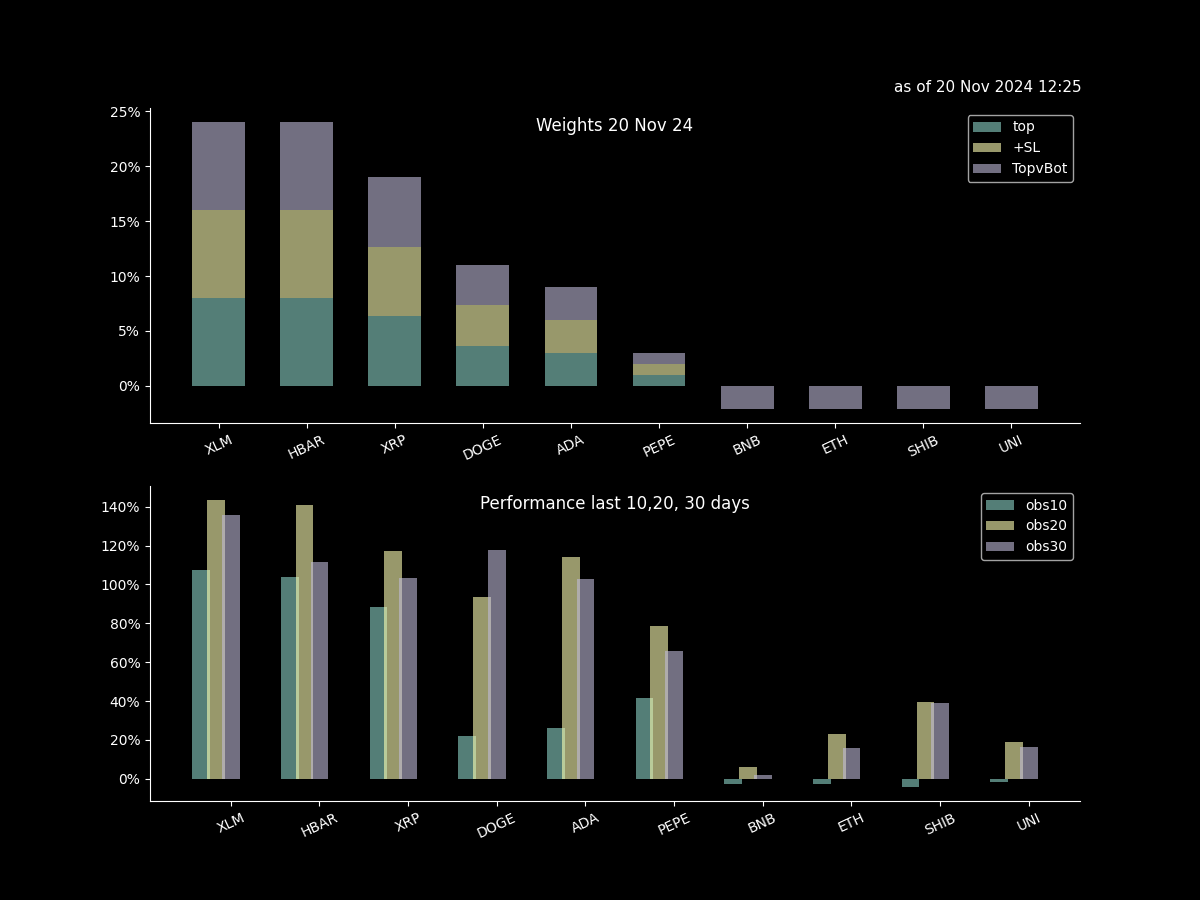 as of 20 Nov 2024 12:25
Weights 20 Nov 24
top
+SL
TopvBot
25%
20%
15%
10%
5%
0%
XLM HBAR XRP DOGE ADA PEPE BNB ETH SHIB UNI
Performance last 10,20, 30 days
obs10
obs20
obs30
140%
120%
100%
80%
60%
40%
20%
0%
XLM HBAR XRP DOGE ADA PEPE BNB ETH SHIB UNI